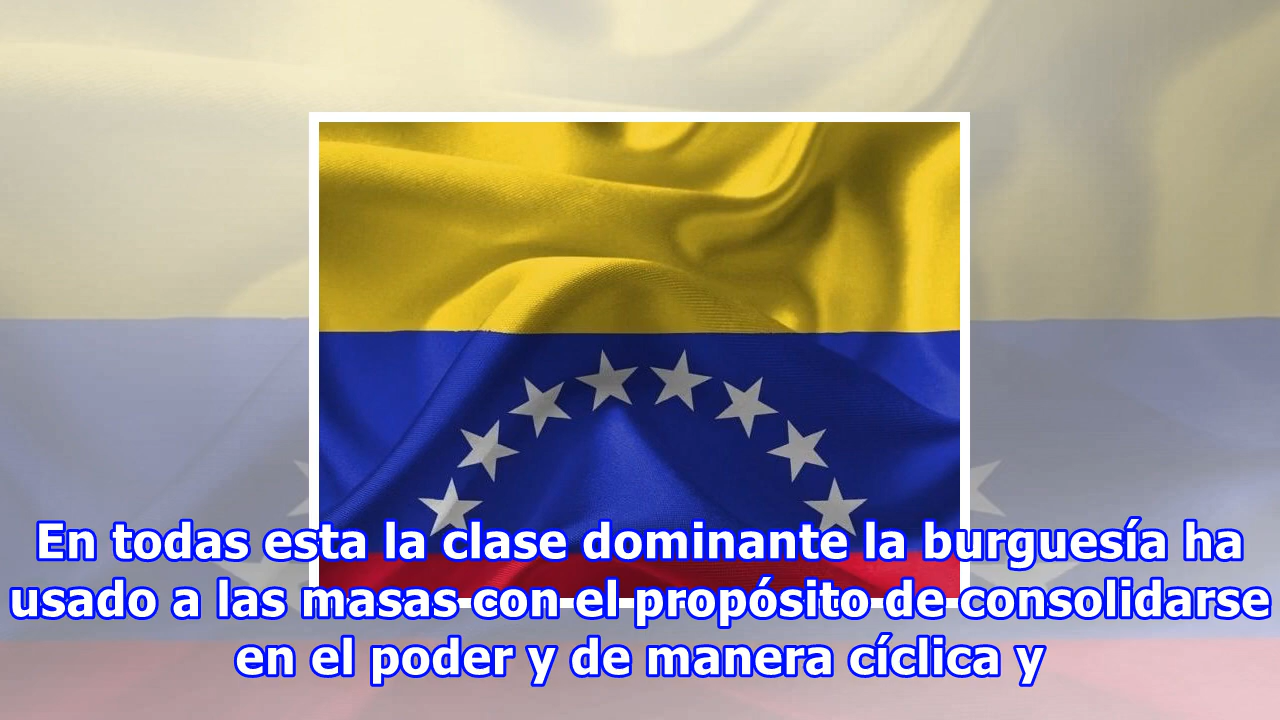 En todas esta la clase dominante la burguesía ha
usado a las masas con el propósito de consolidarse
en el poder y de manera cíclica y